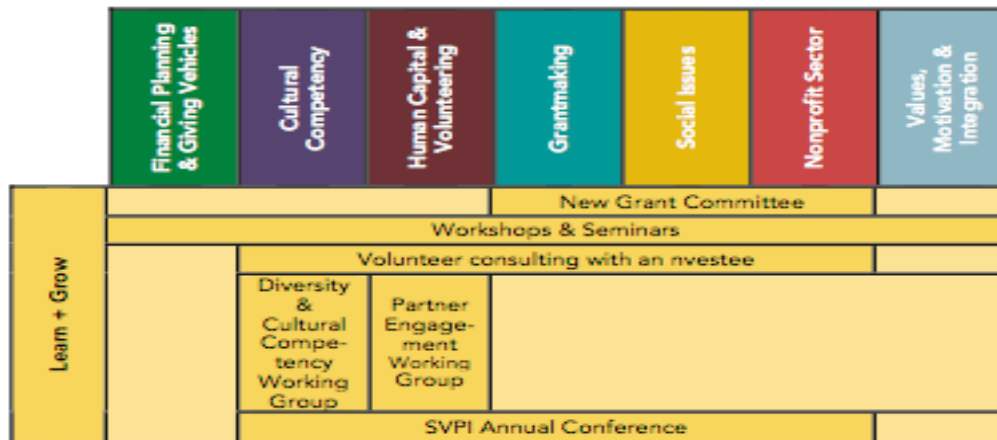 Financial Planning
& Giving Vehicles
Cultural
Competency
Human Capital &
Volunteering
Grantmaking
Social Issues
Nonprofit Sector
Values,
Motivation &
Integration
Learn + Grow
New Grant Committee
Workshops & Seminars
Volunteer consulting with an nvestee
Diversity
&
Cultural
Compe-
tency
Working
Group
Partner
Engage-
ment
Working
Group
SVPI Annual Conference